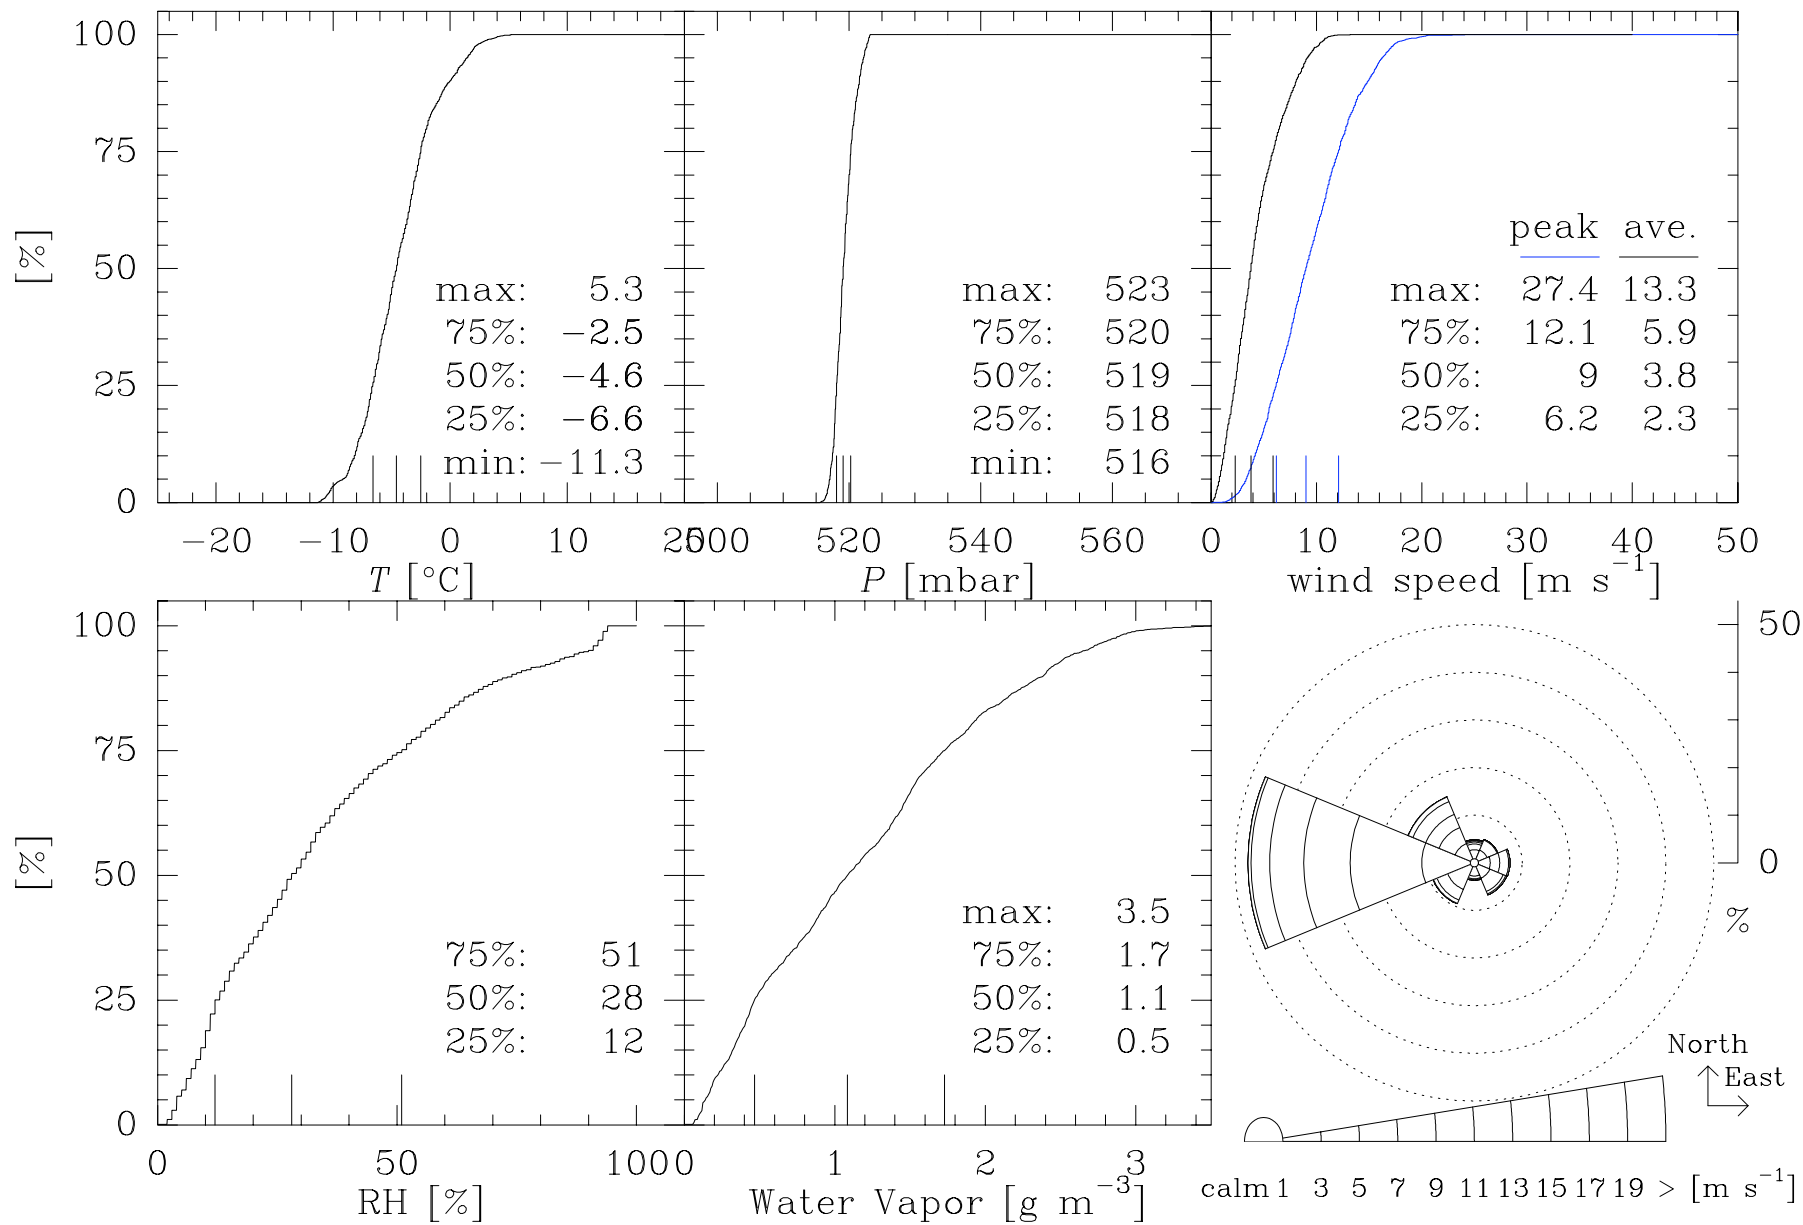 100
75
50
25
0
[%]
max: 5.3
75%: −2.5
50%: −4.6
25%: −6.6
min: −11.3
−20 −10 0 10 20
T [°C]
max: 523
75%: 520
50%: 519
25%: 518
min: 516
500 520 540 560
P [mbar]
peak ave.
max: 27.4 13.3
75%: 12.1 5.9
50%: 9 3.8
25%: 6.2 2.3
0 10 20 30 40 50
wind speed [m s⁻¹]
100
75
50
25
0
[%]
75%: 51
50%: 28
25%: 12
0 50 100
RH [%]
max: 3.5
75%: 1.7
50%: 1.1
25%: 0.5
0 1 2 3
Water Vapor [g m⁻³]
50
0
%
North
East
calm 1 3 5 7 9 11 13 15 17 19 > [m s⁻¹]